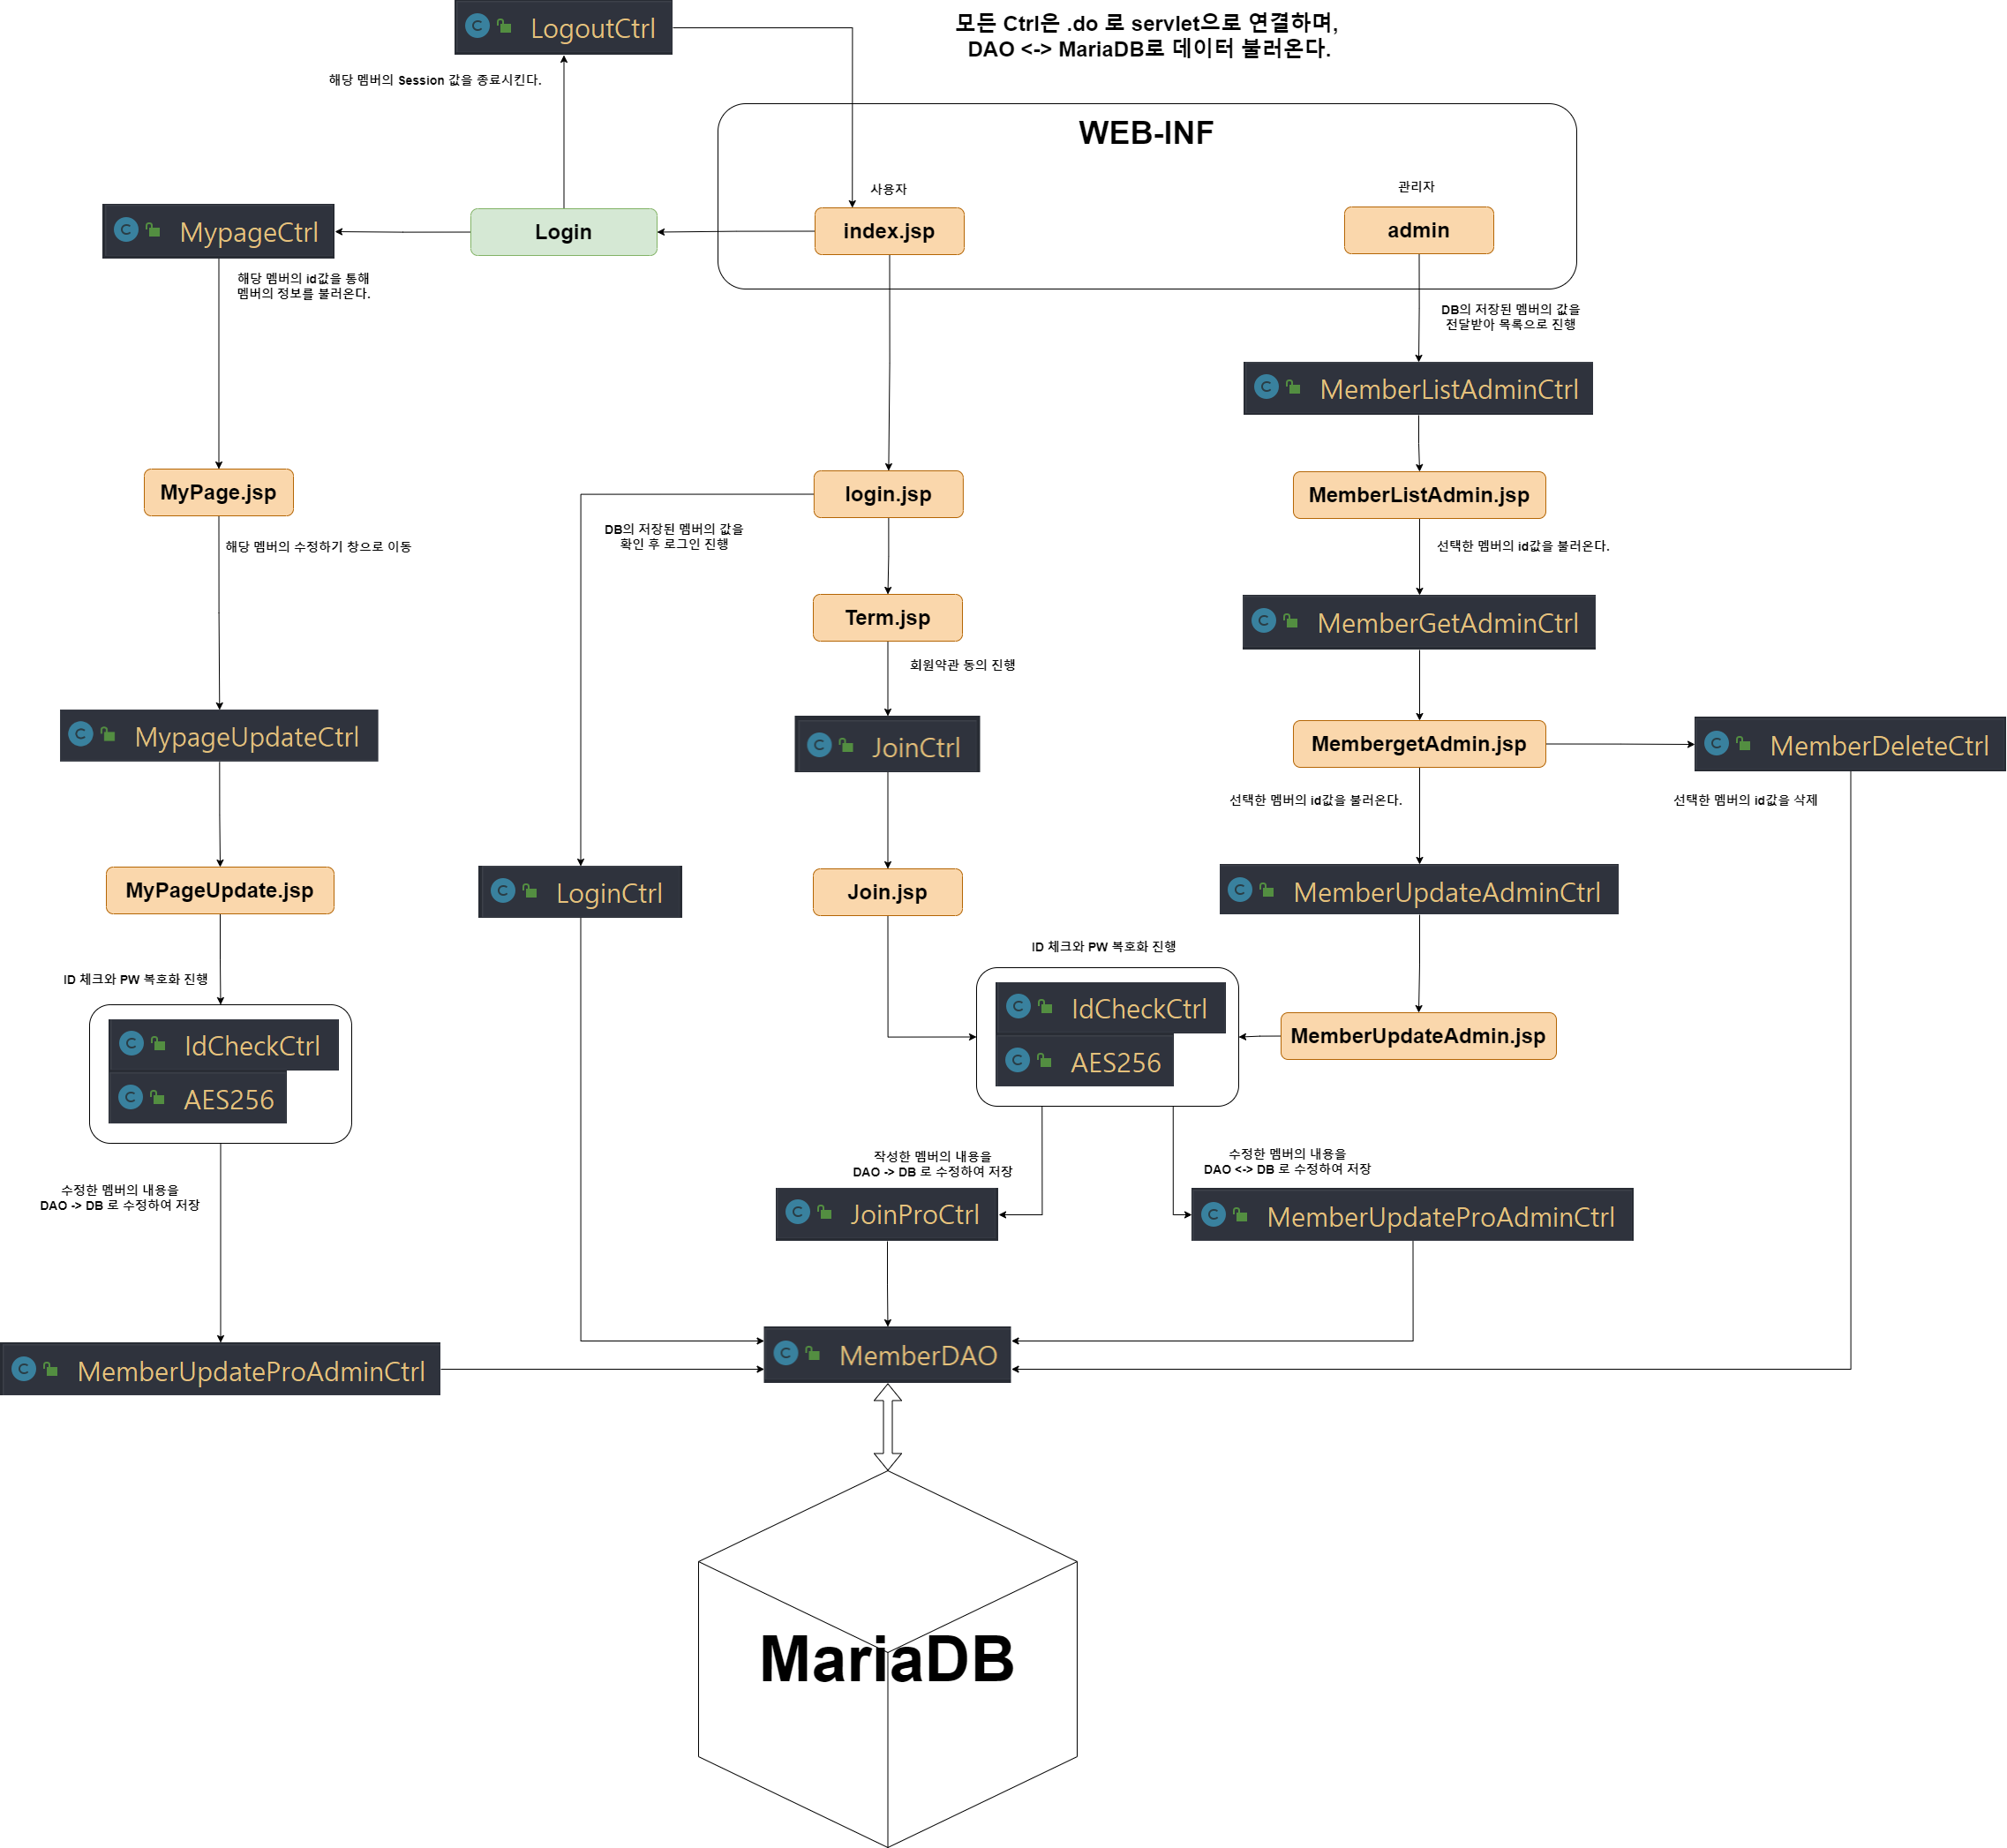 LogoutCtrl
모든 Ctrl은 .do 로 servlet으로 연결하며,
DAO <-> MariaDB로 데이터 불러온다.
해당 멤버의 Session 값을 종료시킨다.
WEB-INF
사용자
관리자
MypageCtrl
Login
index.jsp
admin
해당 멤버의 id값을 통해
멤버의 정보를 불러온다.
DB의 저장된 멤버의 값을
전달받아 목록으로 진행
MemberListAdminCtrl
MyPage.jsp
login.jsp
MemberListAdmin.jsp
DB의 저장된 멤버의 값을
확인 후 로그인 진행
해당 멤버의 수정하기 창으로 이동
선택한 멤버의 id값을 불러온다.
Term.jsp
MemberGetAdminCtrl
회원약관 동의 진행
MypageUpdateCtrl
JoinCtrl
MembergetAdmin.jsp
MemberDeleteCtrl
선택한 멤버의 id값을 불러온다.
선택한 멤버의 id값을 삭제
MyPageUpdate.jsp
LoginCtrl
Join.jsp
MemberUpdateAdminCtrl
ID 체크와 PW 복호화 진행
ID 체크와 PW 복호화 진행
IdCheckCtrl
AES256
MemberUpdateAdmin.jsp
IdCheckCtrl
AES256
작성한 멤버의 내용을
DAO -> DB 로 수정하여 저장
수정한 멤버의 내용을
DAO <-> DB 로 수정하여 저장
수정한 멤버의 내용을
DAO -> DB 로 수정하여 저장
JoinProCtrl
MemberUpdateProAdminCtrl
MemberUpdateProAdminCtrl
MemberDAO
MariaDB